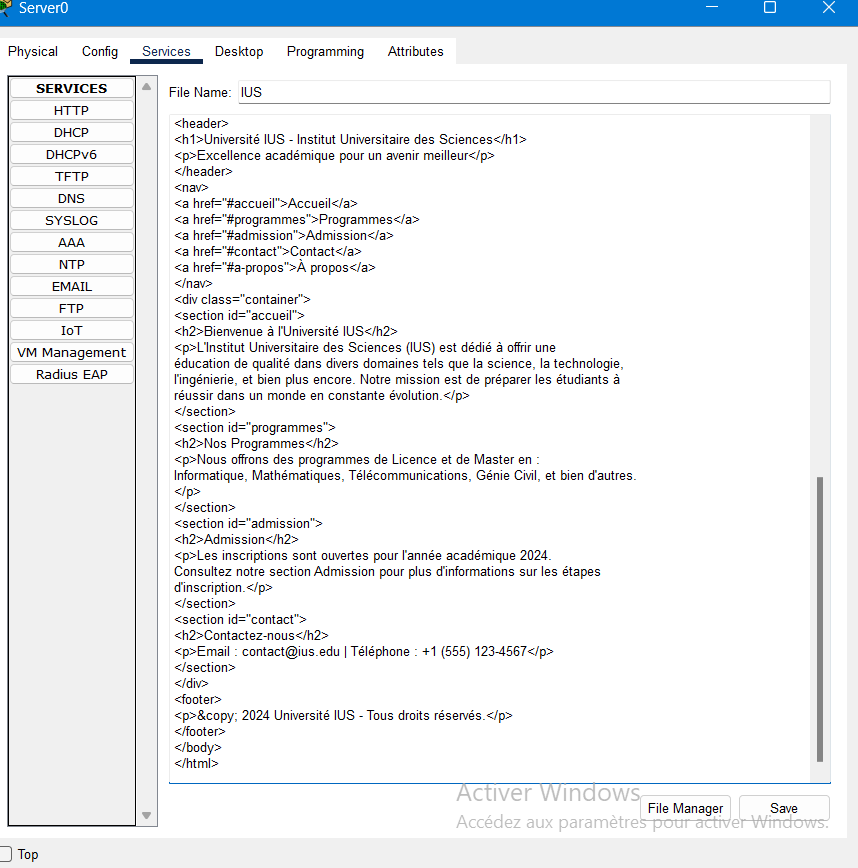 Server0
Physical Config Services Desktop Programming Attributes
SERVICES
HTTP
DHCP
DHCPv6
TFTP
DNS
SYSLOG
AAA
NTP
EMAIL
FTP
IoT
VM Management
Radius EAP
File Name: IUS
<header>
<h1>Université IUS - Institut Universitaire des Sciences</h1>
<p>Excellence académique pour un avenir meilleur</p>
</header>
<nav>
<a href="#accueil">Accueil</a>
<a href="#programmes">Programmes</a>
<a href="#admission">Admission</a>
<a href="#contact">Contact</a>
<a href="#a-propos">À propos</a>
</nav>
<div class="container">
<section id="accueil">
<h2>Bienvenue à l'Université IUS</h2>
<p>L'Institut Universitaire des Sciences (IUS) est dédié à offrir une
éducation de qualité dans divers domaines tels que la science, la technologie,
l'ingénierie, et bien plus encore. Notre mission est de préparer les étudiants à
réussir dans un monde en constante évolution.</p>
</section>
<section id="programmes">
<h2>Nos Programmes</h2>
<p>Nous offrons des programmes de Licence et de Master en :
Informatique, Mathématiques, Télécommunications, Génie Civil, et bien d'autres.
</p>
</section>
<section id="admission">
<h2>Admission</h2>
<p>Les inscriptions sont ouvertes pour l'année académique 2024.
Consultez notre section Admission pour plus d'informations sur les étapes
d'inscription.</p>
</section>
<section id="contact">
<h2>Contactez-nous</h2>
<p>Email : contact@ius.edu | Téléphone : +1 (555) 123-4567</p>
</section>
</div>
<footer>
<p>&copy; 2024 Université IUS - Tous droits réservés.</p>
</footer>
</body>
</html>
Activer Windows
Accédez aux paramètres pour activer Windows.
File Manager Save
Top